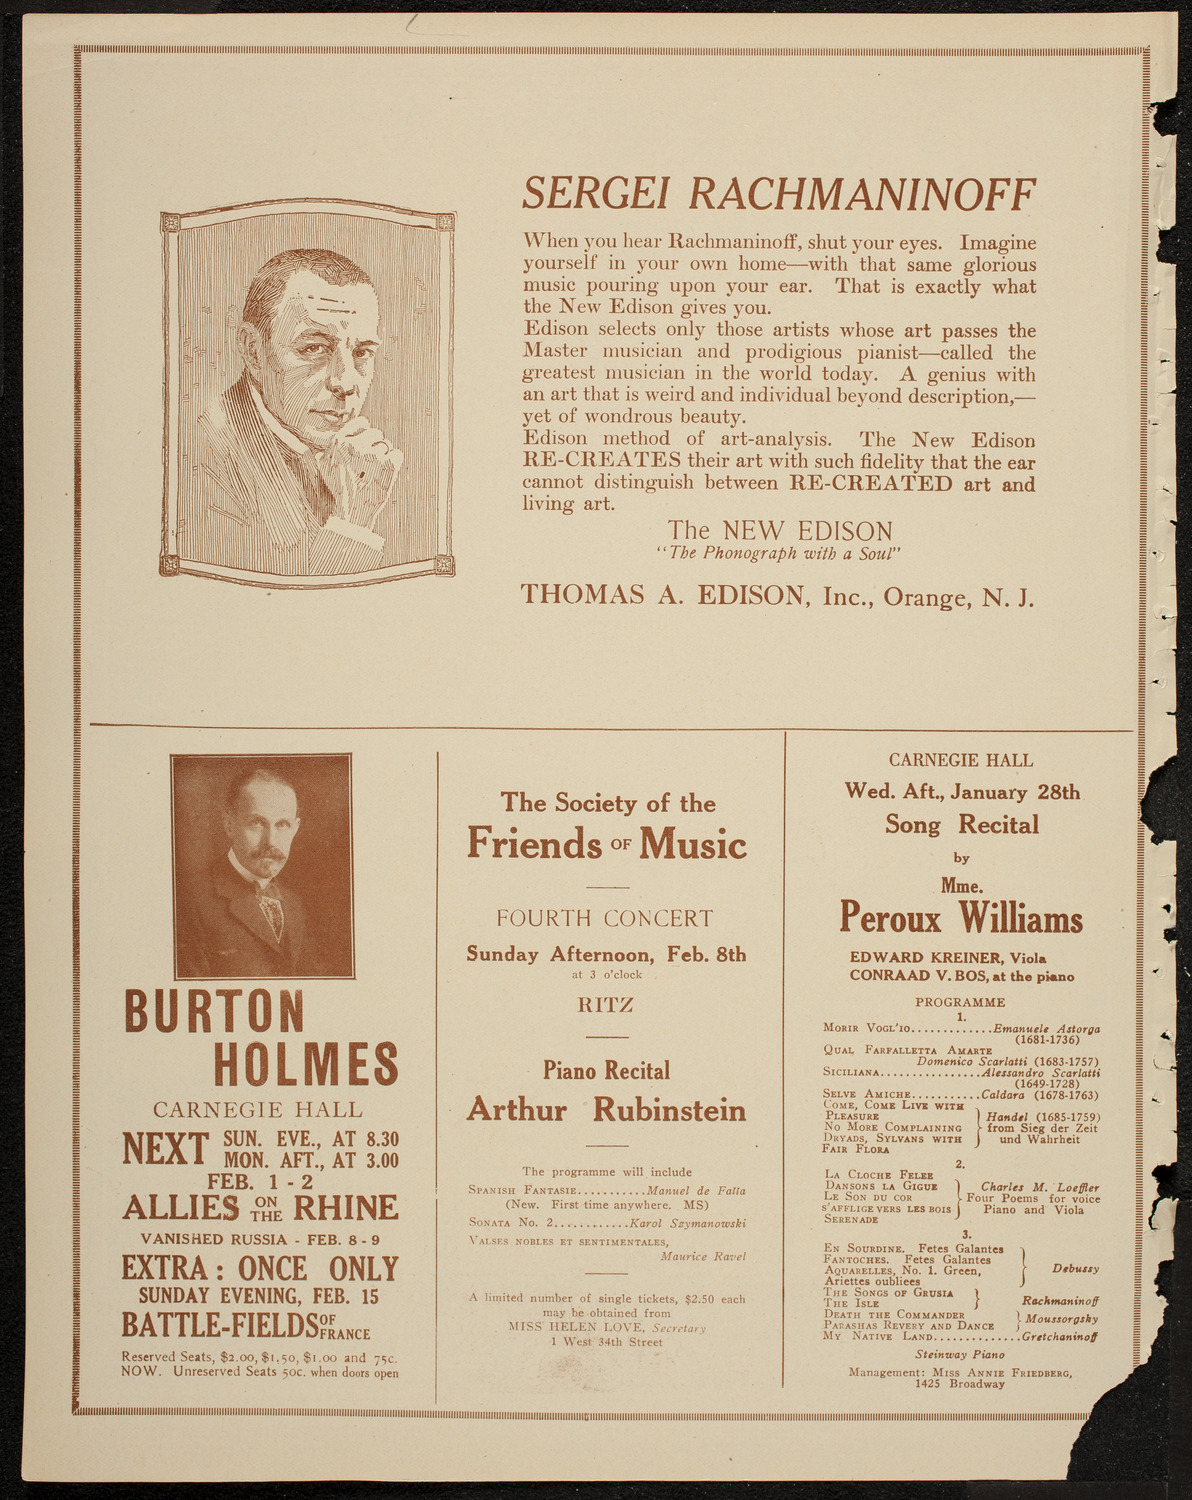 SERGEI RACHMANINOFF
When you hear Rachmaninoff, shut your eyes. Imagine
yourself in your own home—with that same glorious
music pouring upon your ear. That is exactly what
the New Edison gives you.
Edison selects only those artists whose art passes the
Master musician and prodigious pianist—called the
greatest musician in the world today. A genius with
an art that is weird and individual beyond description,—
yet of wondrous beauty.
Edison method of art-analysis. The New Edison
RE-CREATES their art with such fidelity that the ear
cannot distinguish between RE-CREATED art and
living art.
The NEW EDISON
"The Phonograph with a Soul"
THOMAS A. EDISON, Inc., Orange, N. J.
BURTON
HOLMES
CARNEGIE HALL
NEXT SUN. EVE., AT 8.30
MON. AFT., AT 3.00
FEB. 1 - 2
ALLIES ON THE RHINE
VANISHED RUSSIA - FEB. 8 - 9
EXTRA: ONCE ONLY
SUNDAY EVENING, FEB. 15
BATTLE-FIELDS OF FRANCE
Reserved Seats, $2.00, $1.50, $1.00 and 75c.
NOW. Unreserved Seats 50c. when doors open
The Society of the
Friends OF Music
FOURTH CONCERT
Sunday Afternoon, Feb. 8th
at 3 o'clock
RITZ
Piano Recital
Arthur Rubinstein
The programme will include
SPANISH FANTASIE...........Manuel de Falla
(New. First time anywhere. MS)
SONATA NO. 2............Karol Szymanowski
VALSES NOBLES ET SENTIMENTALES,
Maurice Ravel
A limited number of single tickets, $2.50 each
may be obtained from
MISS HELEN LOVE, Secretary
1 West 34th Street
CARNEGIE HALL
Wed. Aft., January 28th
Song Recital
by
Mme.
Peroux Williams
EDWARD KREINER, Viola
CONRAAD V. BOS, at the piano
PROGRAMME
1.
MORIR VOGL'IO.............Emanuele Astorga
(1681-1736)
QUAL FARFALLETTA AMARTE
Domenico Scarlatti (1683-1757)
SICILIANA................Alessandro Scarlatti
(1649-1728)
SELVE AMICHE...........Caldara (1678-1763)
COME, COME LIVE WITH
PLEASURE
NO MORE COMPLAINING
DRYADS, SYLVANS WITH
FAIR FLORA
Handel (1685-1759)
from Sieg der Zeit
und Wahrheit
2.
LA CLOCHE FELEE
DANSONS LA GIGUE
LE SON DU COR
S'AFFLIGE VERS LES BOIS
SERENADE
Charles M. Loeffler
Four Poems for voice
Piano and Viola
3.
EN SOURDINE, Fetes Galantes
FANTOCHES, Fetes Galantes
AQUARELLES, No. 1, Green,
Ariettes oubliees
Debussy
THE SONGS OF GRUSIA
THE ISLE
Rachmaninoff
DEATH THE COMMANDER
PARASHAS REVERY AND DANCE
Moussorgsky
MY NATIVE LAND..............Gretchaninoff
Steinway Piano
Management: MISS ANNIE FRIEDBERG,
1425 Broadway